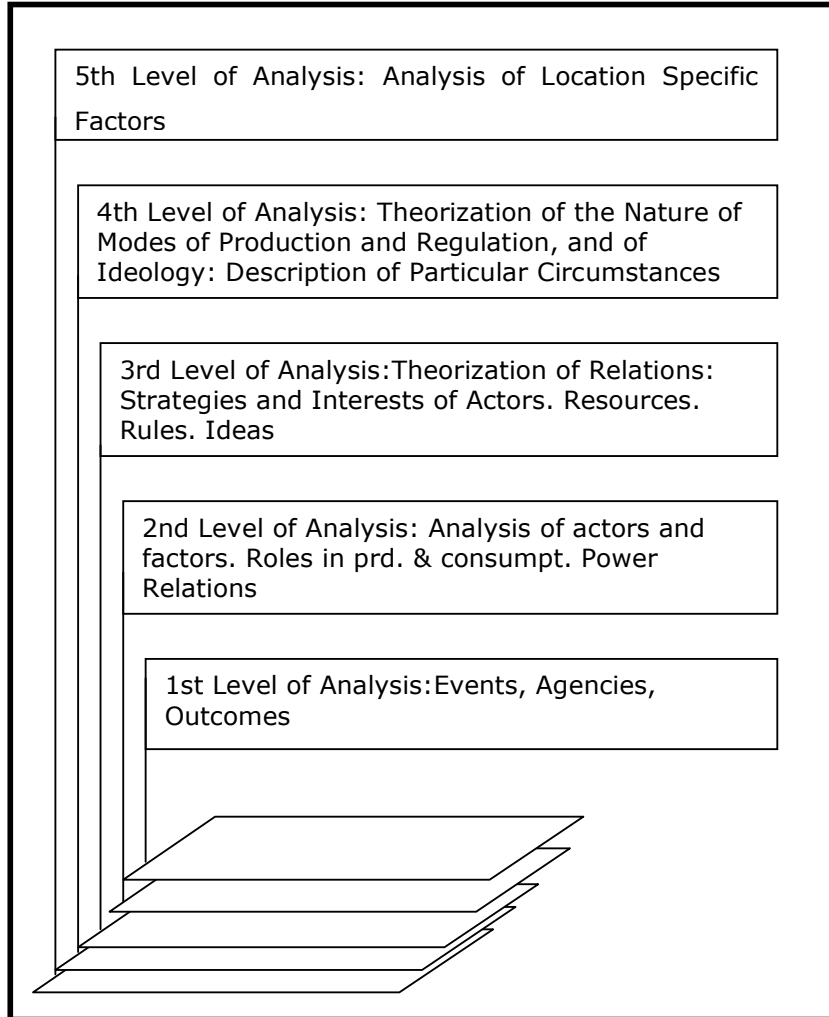 5th Level of Analysis: Analysis of Location Specific
Factors
4th Level of Analysis: Theorization of the Nature of
Modes of Production and Regulation, and of
Ideology: Description of Particular Circumstances
3rd Level of Analysis:Theorization of Relations:
Strategies and Interests of Actors. Resources.
Rules. Ideas
2nd Level of Analysis: Analysis of actors and
factors. Roles in prd. & consumpt. Power
Relations
1st Level of Analysis:Events, Agencies,
Outcomes